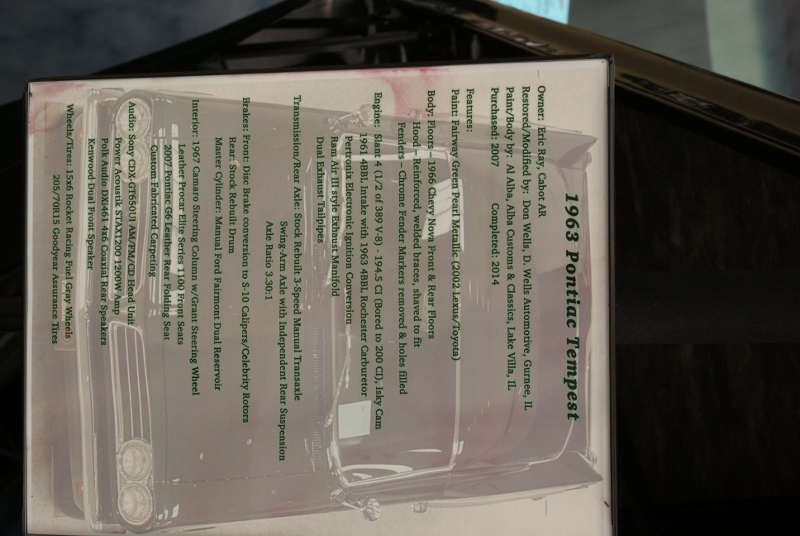 1963 Pontiac Tempest
Owner: Eric Ray, Cabot AR
Restored/Modified by: Don Wells, D. Wells Automotive, Gurnee, IL
Paint/Body by: Al Alba, Alba Customs & Classics, Lake Villa, IL
Purchased: 2007 Completed: 2014
Features:
Paint: Fairway Green Pearl Metallic (2002 Lexus/Toyota)
Body: Floors – 1966 Chevy Nova Front & Rear Floors
Hood – Reinforced, welded braces, shaved to fit
Fenders – Chrome Fender Markers removed & holes filled
Engine: Slant 4 (1/2 of 389 V-8) - 194.5 CI (Bored to 200 CI), Isky Cam
1961 4BBL Intake with 1963 4BBL Rochester Carburetor
Pertronix Electronic Ignition Conversion
Ram Air III style Exhaust Manifold
Dual Exhaust Tailpipes
Transmission/Rear Axle: Stock Rebuilt 3-Speed Manual Transaxle
Swing-Arm Axle with Independent Rear Suspension
Axle Ratio 3.30:1
Brakes: Front: Disc Brake conversion to S-10 Calipers/Celebrity Rotors
Rear: Stock Rebuilt Drum
Master Cylinder: Manual Ford Fairmont Dual Reservoir
Interior: 1967 Camaro Steering Column w/Grant Steering Wheel
Leather Procar Elite Series 1100 Front Seats
2007 Pontiac G6 Leather Rear Folding Seat
Custom Fabricated Carpeting
Audio: Sony CDX-GT650UI AM/FM/CD Head Unit
Power Acoustik STAX1200 1200W Amp
Polk Audio DXi461 4x6 Coaxial Rear Speakers
Kenwood Dual Front Speaker
Wheels/Tires: 15x6 Rocket Racing Fuel Gray Wheels
205/70R15 Goodyear Assurance Tires